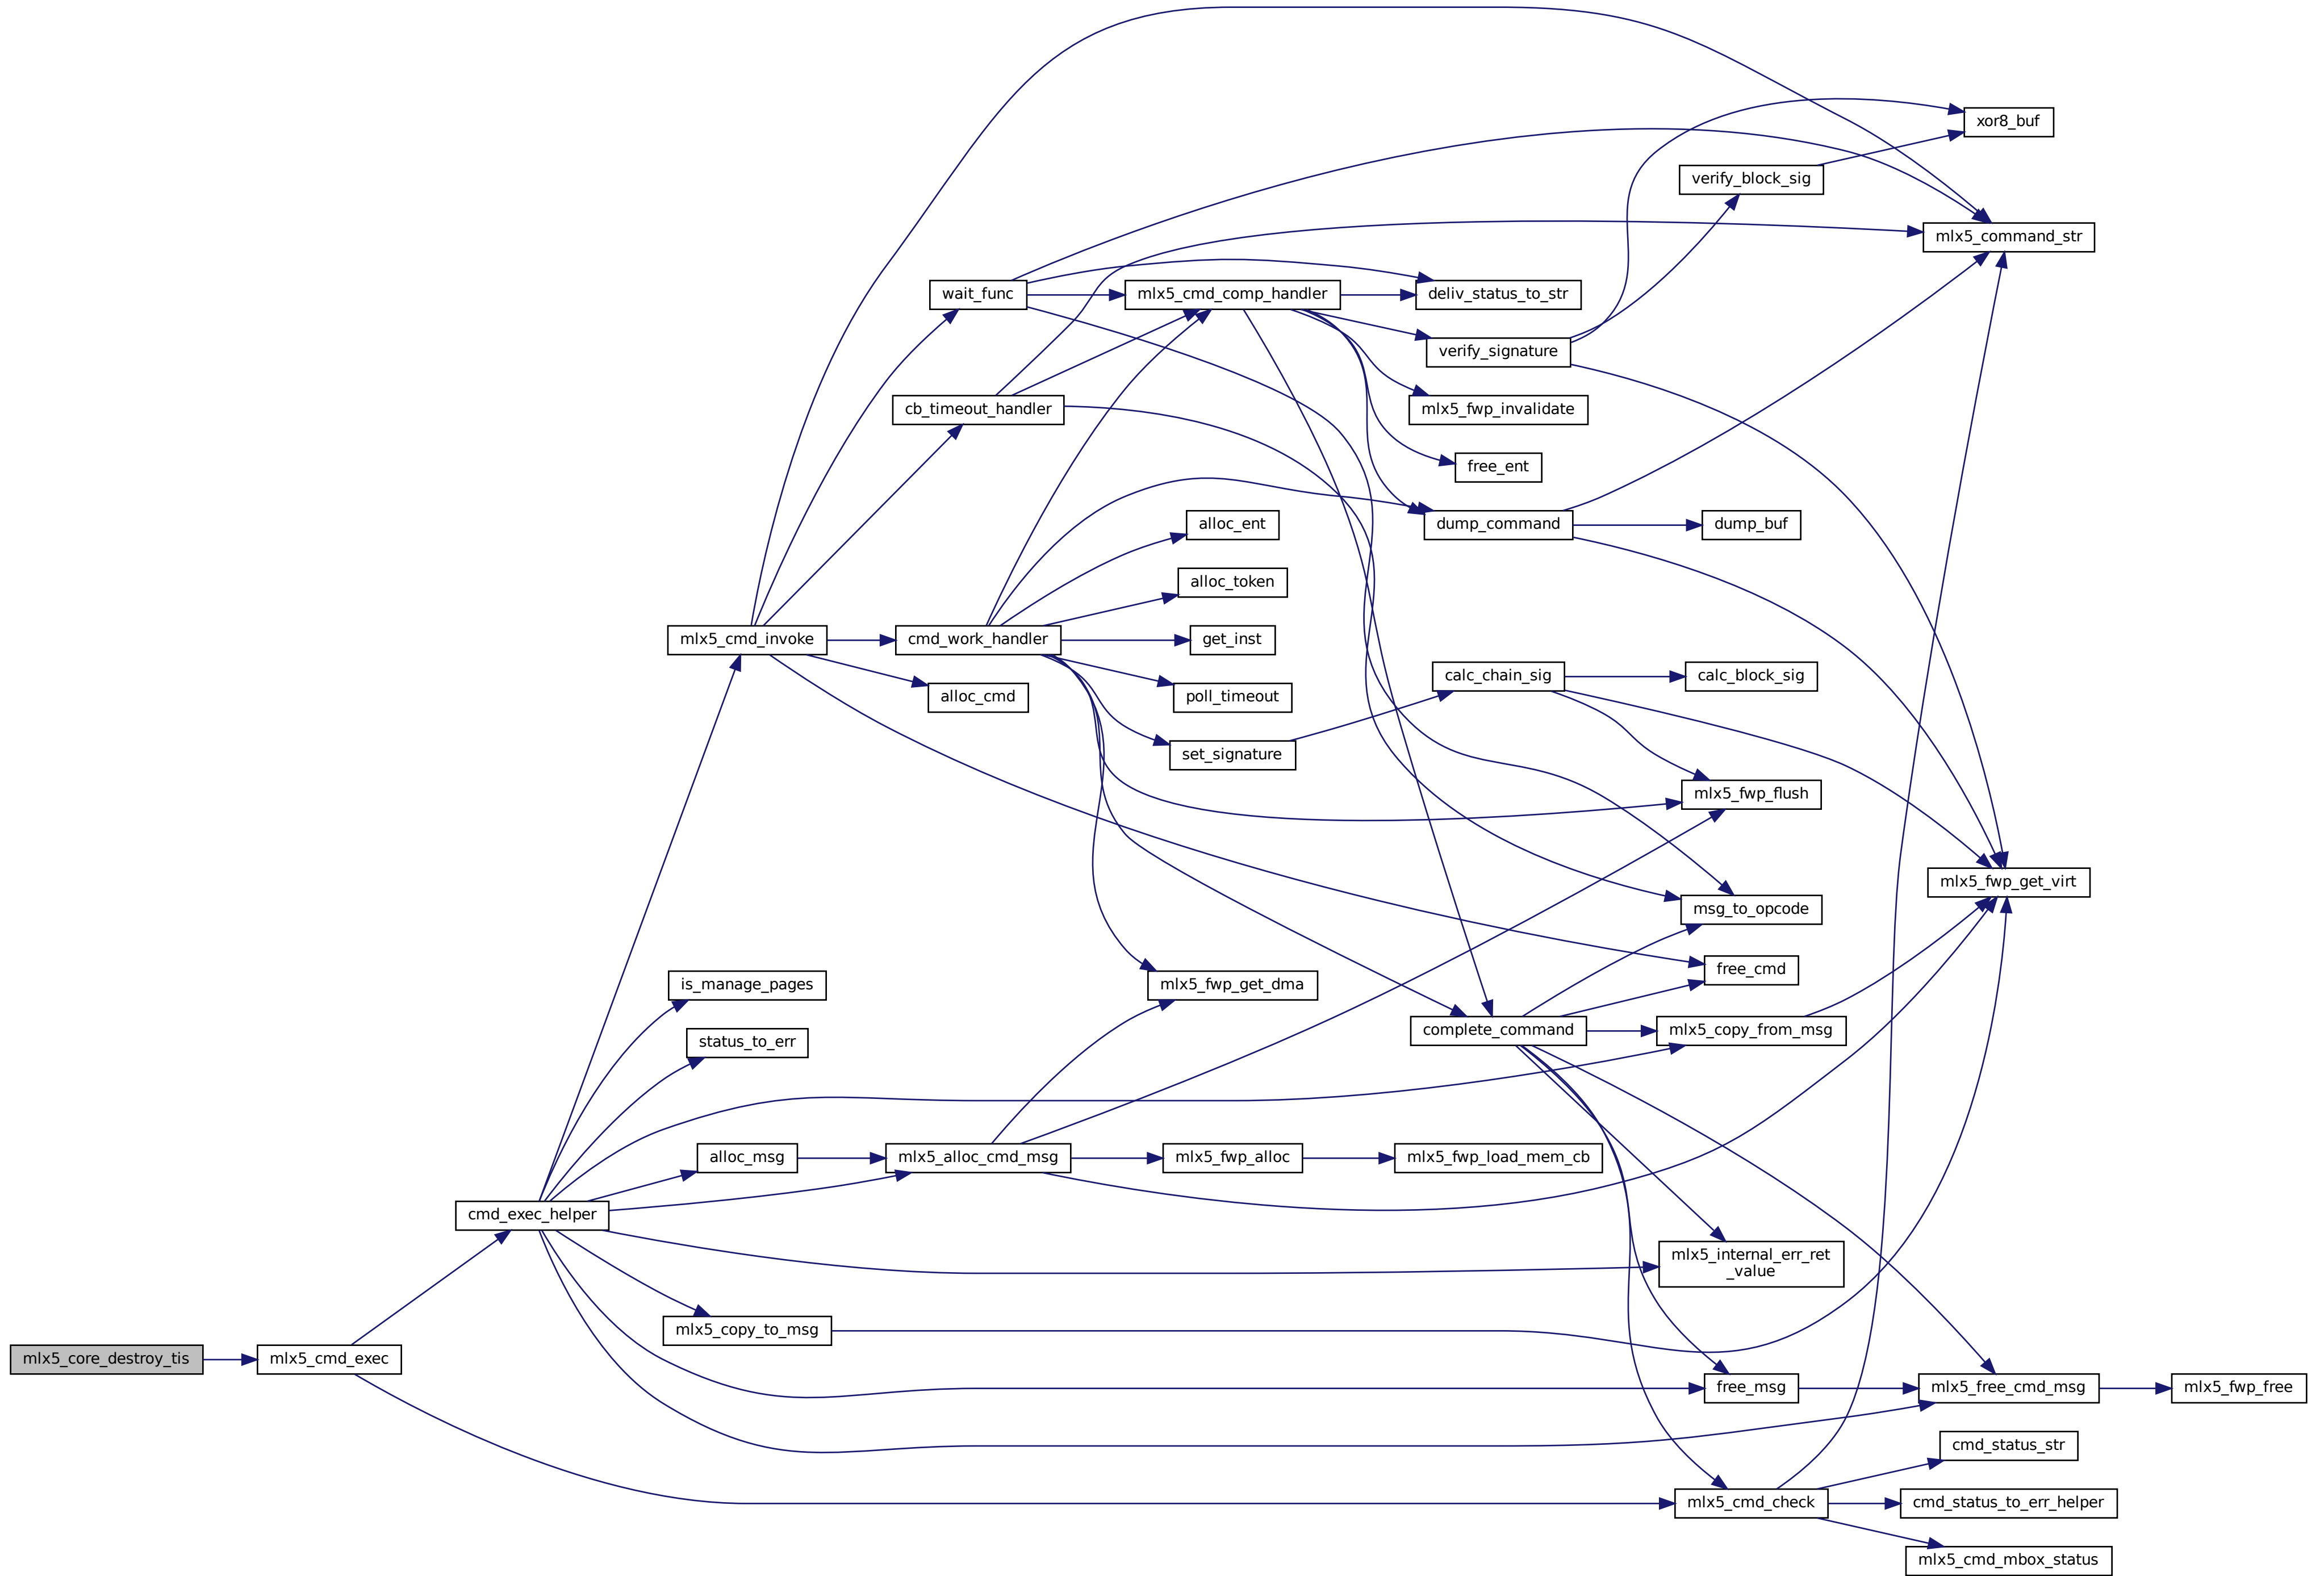 xor8_buf
verify_block_sig
mlx5_command_str
wait_func
mlx5_cmd_comp_handler
deliv_status_to_str
verify_signature
cb_timeout_handler
mlx5_fwp_invalidate
free_ent
alloc_ent
dump_command
dump_buf
alloc_token
mlx5_cmd_invoke
cmd_work_handler
get_inst
calc_chain_sig
calc_block_sig
alloc_cmd
poll_timeout
set_signature
mlx5_fwp_flush
mlx5_fwp_get_virt
msg_to_opcode
free_cmd
is_manage_pages
mlx5_fwp_get_dma
status_to_err
complete_command
mlx5_copy_from_msg
alloc_msg
mlx5_alloc_cmd_msg
mlx5_fwp_alloc
mlx5_fwp_load_mem_cb
cmd_exec_helper
mlx5_internal_err_ret
_value
mlx5_copy_to_msg
mlx5_core_destroy_tis
mlx5_cmd_exec
free_msg
mlx5_free_cmd_msg
mlx5_fwp_free
cmd_status_str
mlx5_cmd_check
cmd_status_to_err_helper
mlx5_cmd_mbox_status